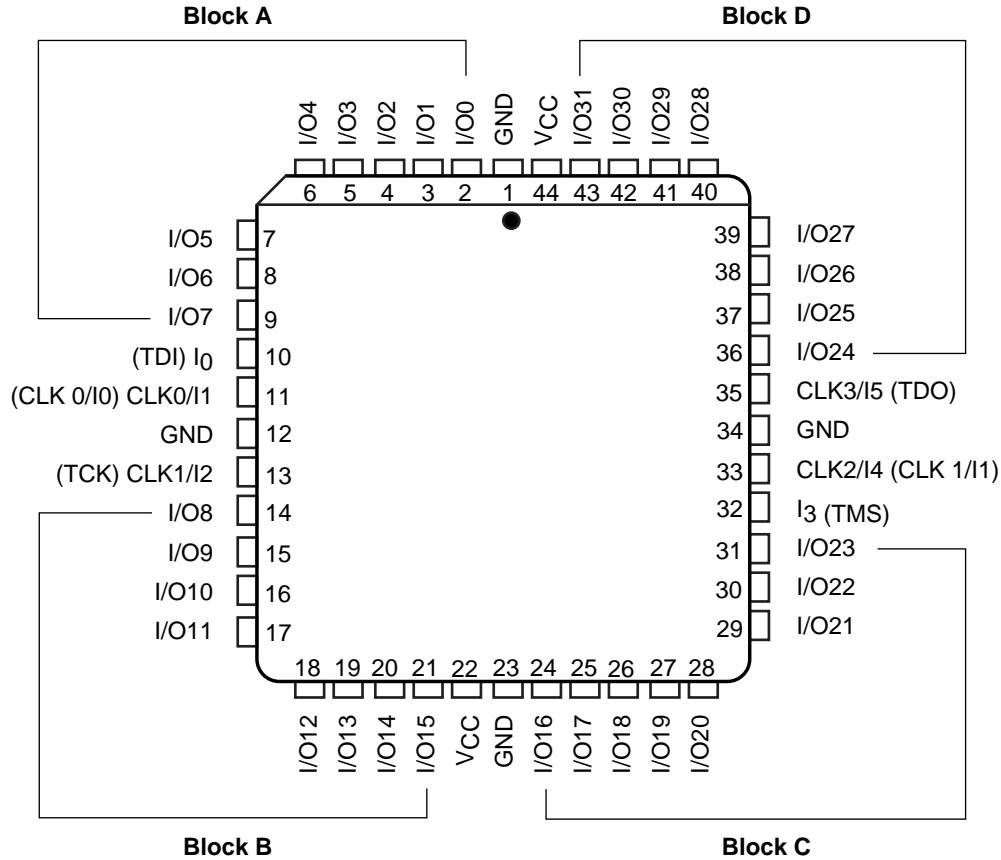 Block A
Block D
I/O4
I/O3
I/O2
I/O1
I/O0
GND
VCC
I/O31
I/O30
I/O29
I/O28
6 5 4 3 2 1 44 43 42 41 40
I/O5 7
I/O6 8
I/O7 9
(TDI) I0 10
(CLK 0/I0) CLK0/I1 11
GND 12
(TCK) CLK1/I2 13
I/O8 14
I/O9 15
I/O10 16
I/O11 17
39 I/O27
38 I/O26
37 I/O25
36 I/O24
35 CLK3/I5 (TDO)
34 GND
33 CLK2/I4 (CLK 1/I1)
32 I3 (TMS)
31 I/O23
30 I/O22
29 I/O21
18 19 20 21 22 23 24 25 26 27 28
I/O12
I/O13
I/O14
I/O15
VCC
GND
I/O16
I/O17
I/O18
I/O19
I/O20
Block B
Block C